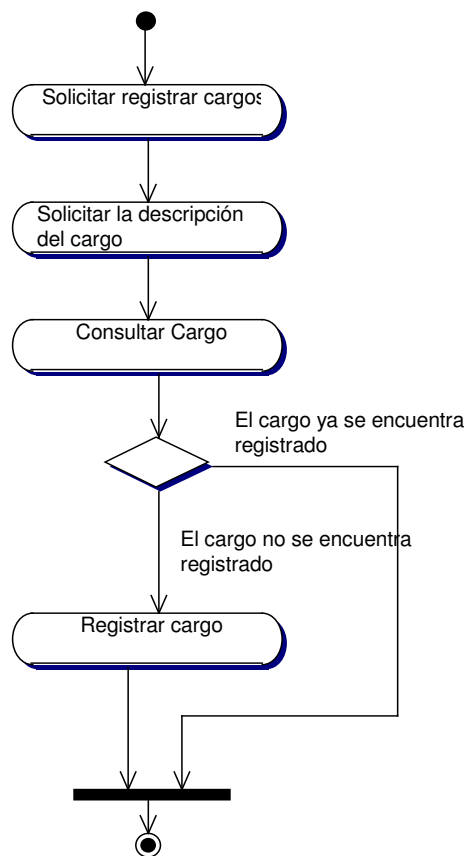 Solicitar registrar cargos
Solicitar la descripción
del cargo
Consultar Cargo
El cargo ya se encuentra
registrado
El cargo no se encuentra
registrado
Registrar cargo